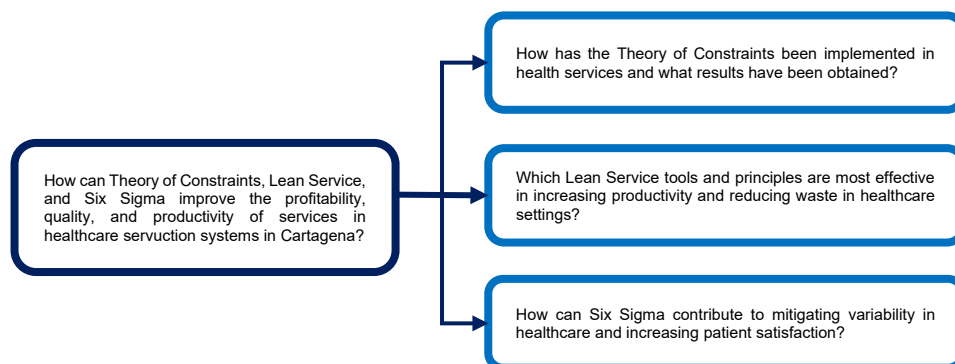 How can Theory of Constraints, Lean Service,
and Six Sigma improve the profitability,
quality, and productivity of services in
healthcare servuction systems in Cartagena?
How has the Theory of Constraints been implemented in
health services and what results have been obtained?
Which Lean Service tools and principles are most effective
in increasing productivity and reducing waste in healthcare
settings?
How can Six Sigma contribute to mitigating variability in
healthcare and increasing patient satisfaction?